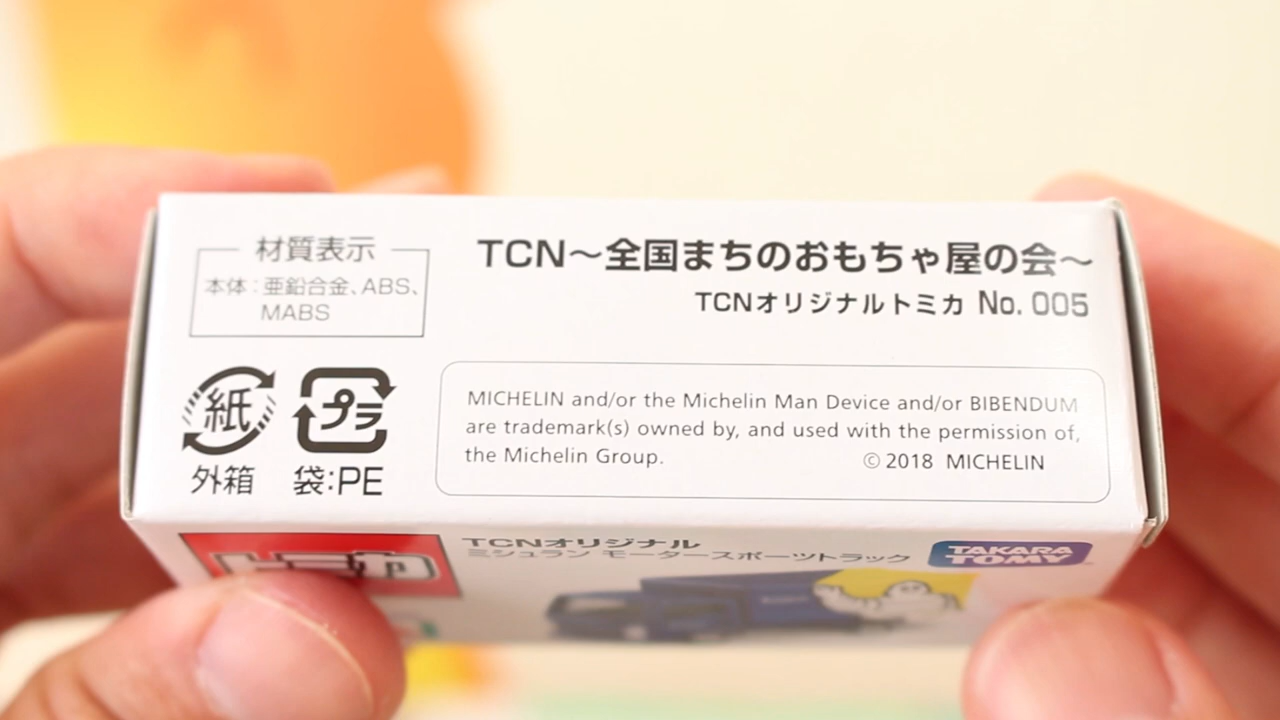 材質表示
本体：亜鉛合金、ABS、
MABS
TCN～全国まちのおもちゃ屋の会～
TCNオリジナルトミカ No. 005
紙
外箱
プラ
袋：PE
MICHELIN and/or the Michelin Man Device and/or BIBENDUM
are trademark(s) owned by, and used with the permission of,
the Michelin Group.
© 2018 MICHELIN
トミカ
TCNオリジナル
ミシュラン モータースポーツトラック
TAKARA
TOMY